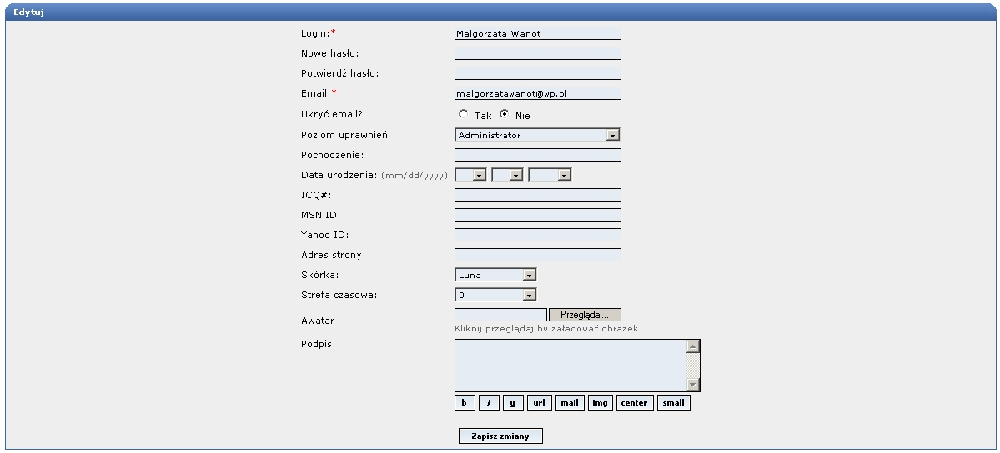 Edytuj
Login:* Malgorzata Wanot
Nowe hasło:
Potwierdź hasło:
Email:* malgorzatawanot@wp.pl
Ukryć email? Tak Nie
Poziom uprawnień Administrator
Pochodzenie:
Data urodzenia: (mm/dd/yyyy)
ICQ#:
MSN ID:
Yahoo ID:
Adres strony:
Skórka: Luna
Strefa czasowa: 0
Awatar Przeglądaj...
Kliknij przeglądaj by załadować obrazek
Podpis:
b i u url mail img center small
Zapisz zmiany